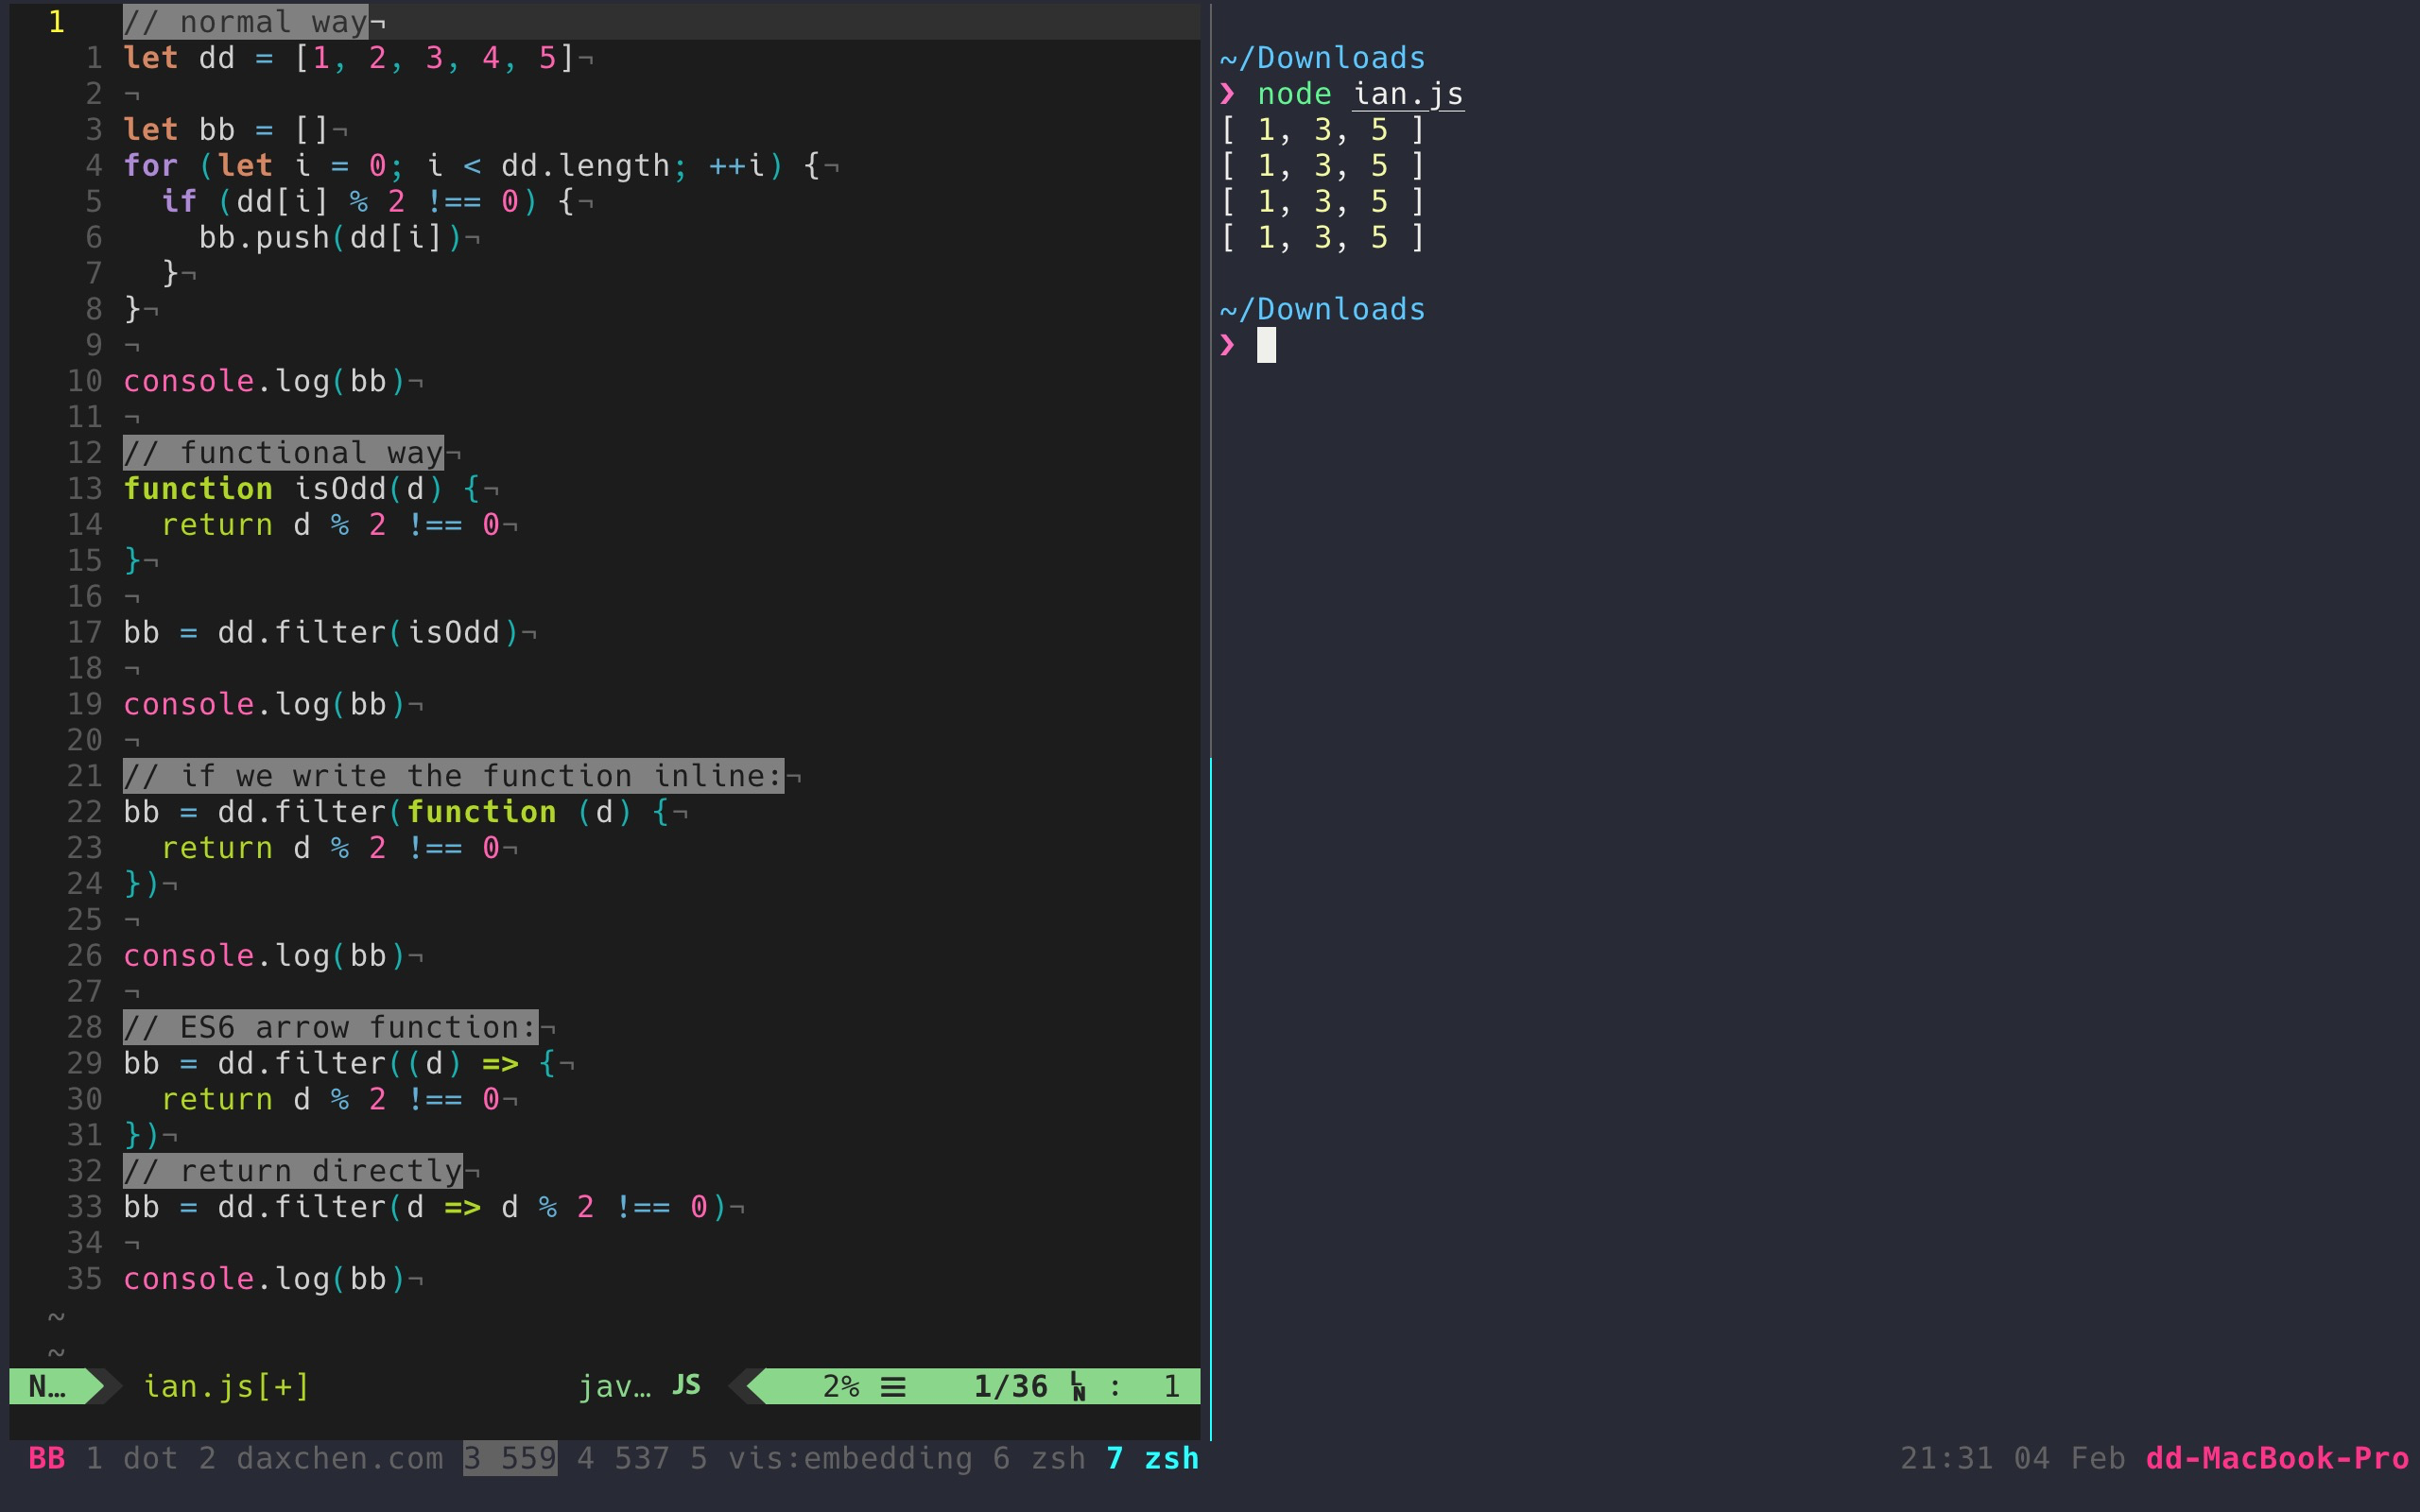 1 // normal way¬
1 let dd = [1, 2, 3, 4, 5]¬
2 ¬
3 let bb = []¬
4 for (let i = 0; i < dd.length; ++i) {¬
5   if (dd[i] % 2 !== 0) {¬
6     bb.push(dd[i])¬
7   }¬
8 }¬
9 ¬
10 console.log(bb)¬
11 ¬
12 // functional way¬
13 function isOdd(d) {¬
14   return d % 2 !== 0¬
15 }¬
16 ¬
17 bb = dd.filter(isOdd)¬
18 ¬
19 console.log(bb)¬
20 ¬
21 // if we write the function inline:¬
22 bb = dd.filter(function (d) {¬
23   return d % 2 !== 0¬
24 })¬
25 ¬
26 console.log(bb)¬
27 ¬
28 // ES6 arrow function:¬
29 bb = dd.filter((d) => {¬
30   return d % 2 !== 0¬
31 })¬
32 // return directly¬
33 bb = dd.filter(d => d % 2 !== 0)¬
34 ¬
35 console.log(bb)¬
~
~
N… ian.js[+] jav… JS 2% ☰ 1/36 LN : 1
~/Downloads
❯ node ian.js
[ 1, 3, 5 ]
[ 1, 3, 5 ]
[ 1, 3, 5 ]
[ 1, 3, 5 ]
~/Downloads
❯
BB 1 dot 2 daxchen.com 3 559 4 537 5 vis:embedding 6 zsh 7 zsh 21:31 04 Feb dd-MacBook-Pro